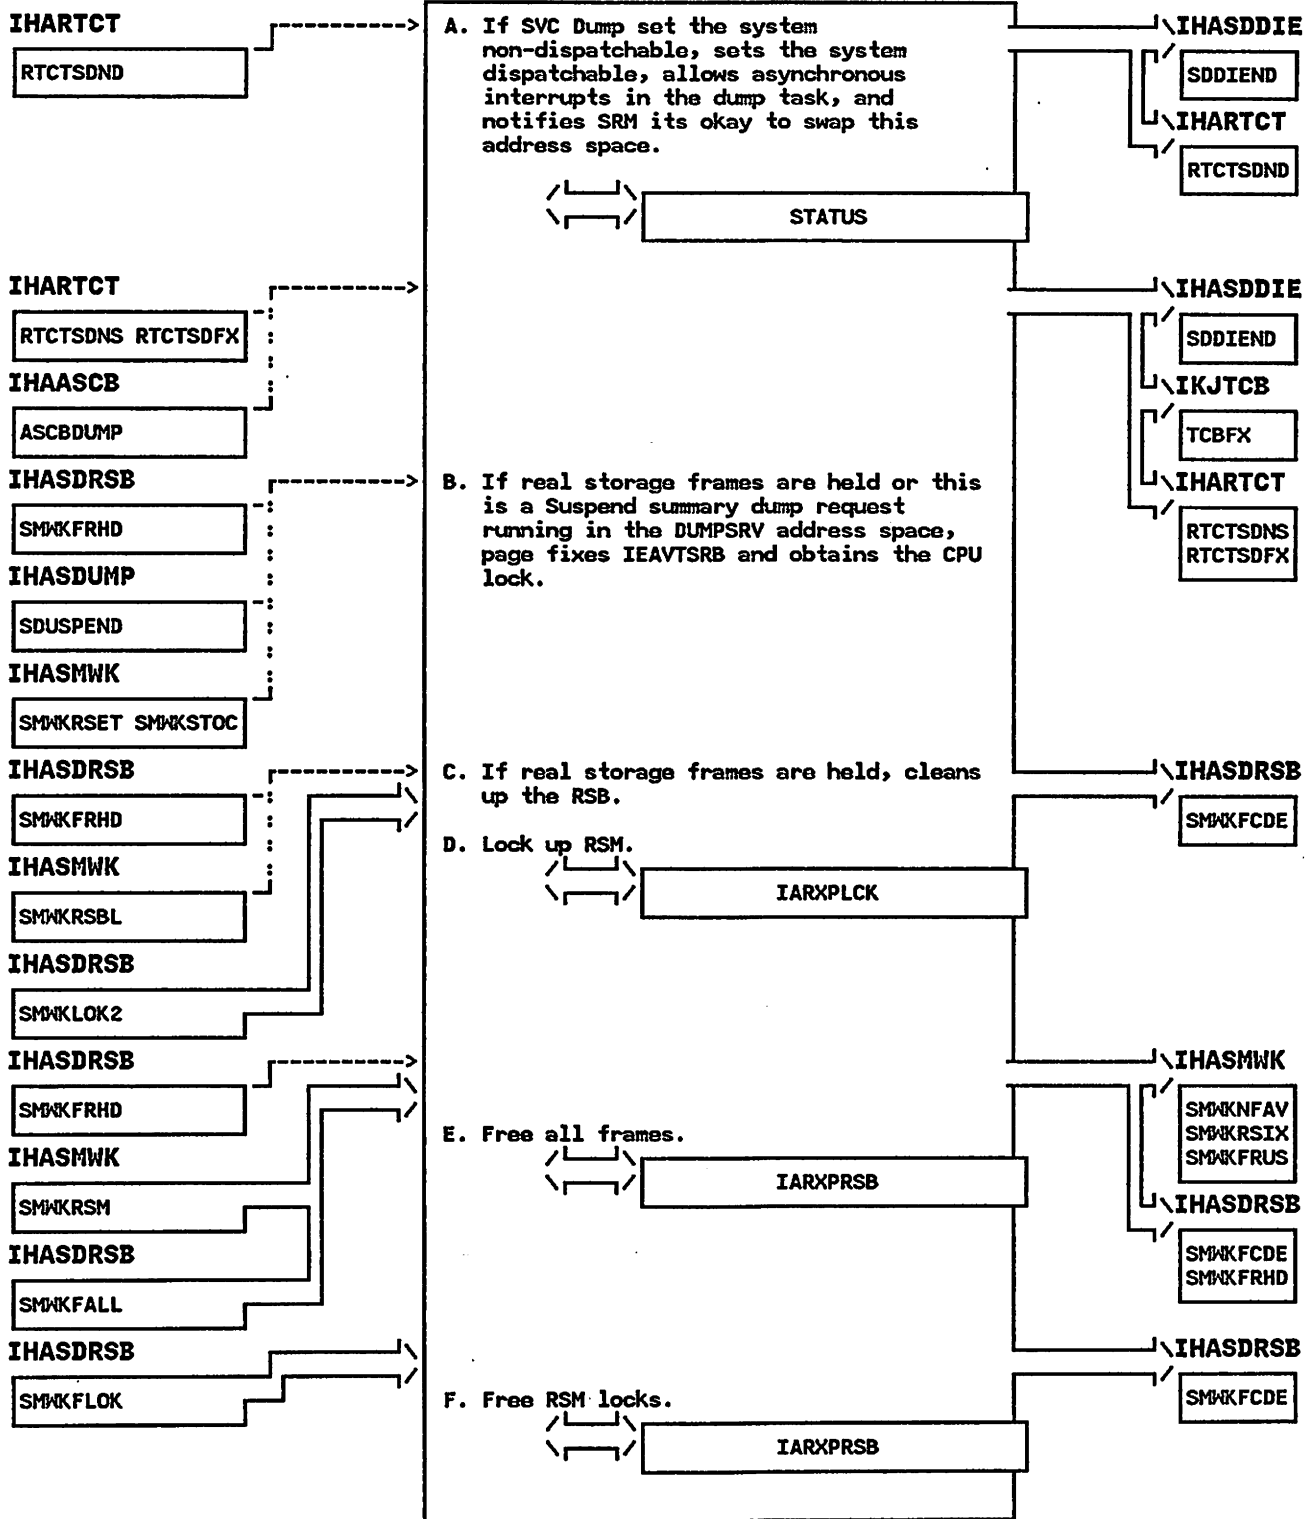 IHARTCT
RTCTSDND
IHARTCT
RTCTSDNS RTCTSDFX
IHAASCB
ASCBDUMP
IHASDRSB
SMWKFRHD
IHASDUMP
SDUSPEND
IHASMWK
SMWKRSET SMWKSTOC
IHASDRSB
SMWKFRHD
IHASMWK
SMWKRSBL
IHASDRSB
SMWKLOK2
IHASDRSB
SMWKFRHD
IHASMWK
SMWKRSM
IHASDRSB
SMWKFALL
IHASDRSB
SMWKFLOK
A. If SVC Dump set the system
non-dispatchable, sets the system
dispatchable, allows asynchronous
interrupts in the dump task, and
notifies SRM its okay to swap this
address space.
STATUS
B. If real storage frames are held or this
is a Suspend summary dump request
running in the DUMPSRV address space,
page fixes IEAVTSRB and obtains the CPU
lock.
C. If real storage frames are held, cleans
up the RSB.
D. Lock up RSM.
IARXPLCK
E. Free all frames.
IARXPRSB
F. Free RSM locks.
IARXPRSB
IHASDDIE
SDDIEND
IHARTCT
RTCTSDND
IHASDDIE
SDDIEND
IKJTCB
TCBFX
IHARTCT
RTCTSDNS
RTCTSDFX
IHASDRSB
SMWKFCDE
IHASMWK
SMWKNFAV
SMWKRSIX
SMWKFRUS
IHASDRSB
SMWKFCDE
SMWKFRHD
IHASDRSB
SMWKFCDE